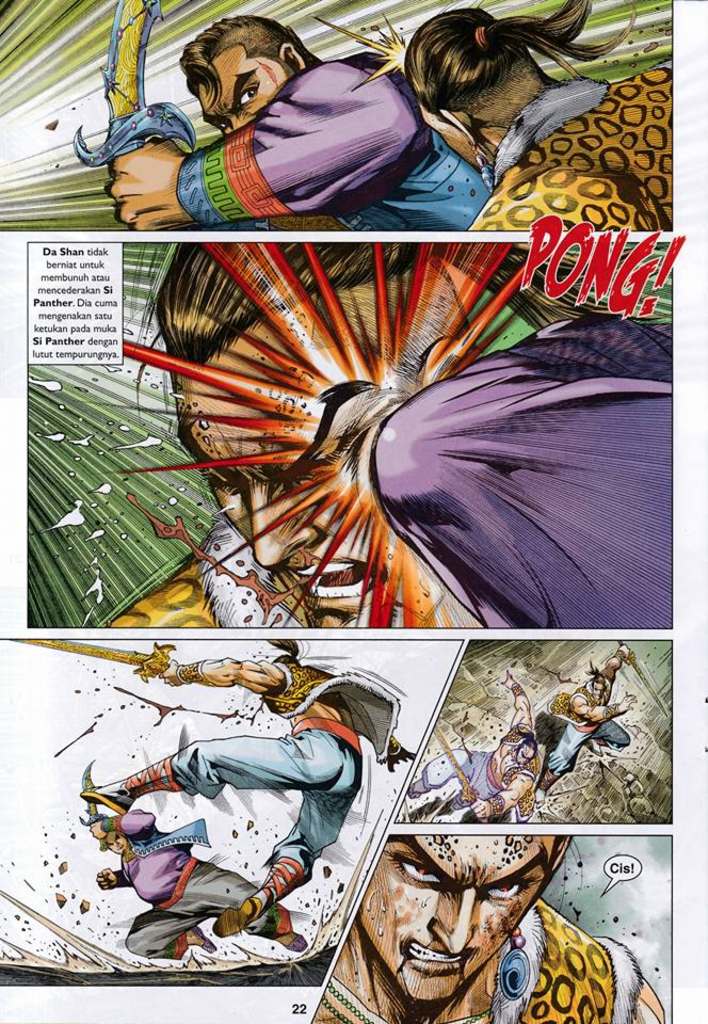 Da Shan tidak
berniat untuk
membunuh atau
mencederakan Si
Panther. Dia cuma
mengenakan satu
ketukan pada muka
Si Panther dengan
lutut tempurungnya.
PONG!
Cis!
22